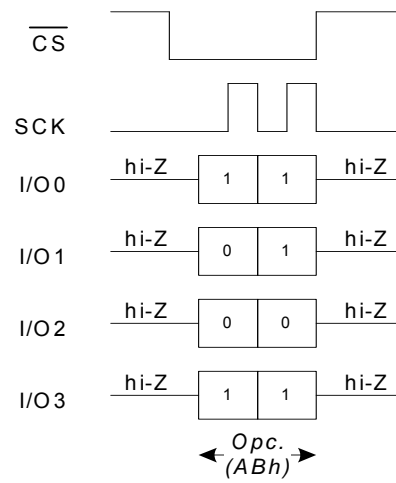 CS
SCK
hi-Z hi-Z
I/O0 1 1
hi-Z hi-Z
I/O1 0 1
hi-Z hi-Z
I/O2 0 0
hi-Z hi-Z
I/O3 1 1
Opc.
(ABh)